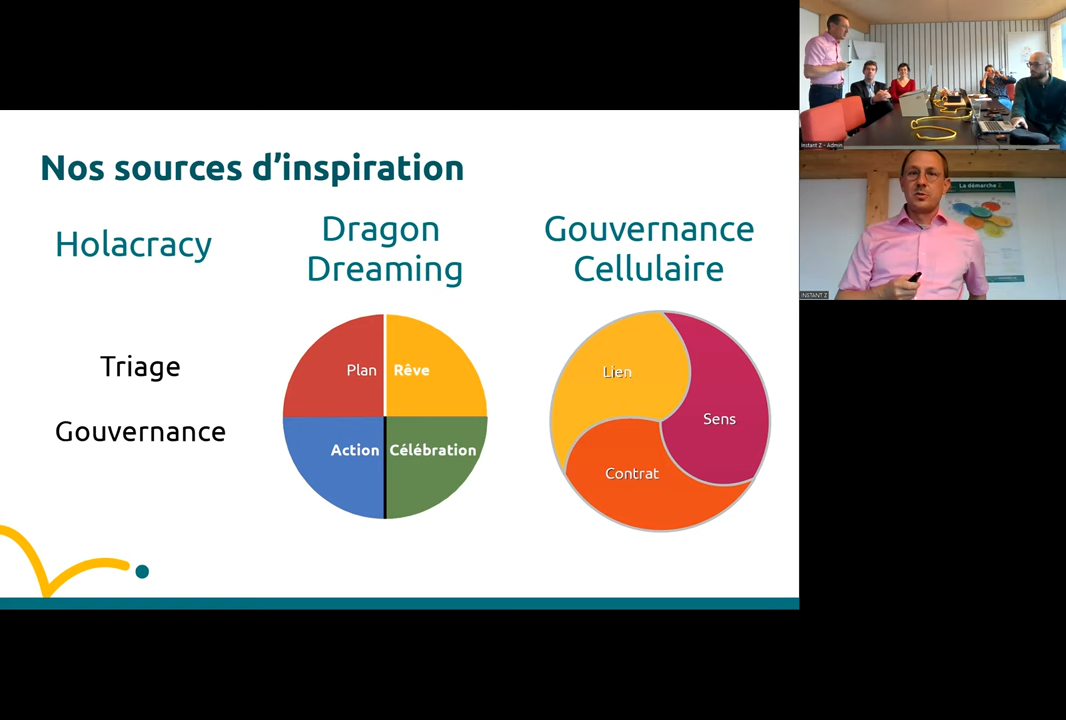 Nos sources d’inspiration
Holacracy
Dragon
Dreaming
Gouvernance
Cellulaire
Triage
Gouvernance
Plan
Rêve
Action
Célébration
Lien
Sens
Contrat
Instant Z - Admin
La démarche Z
INSTANT Z